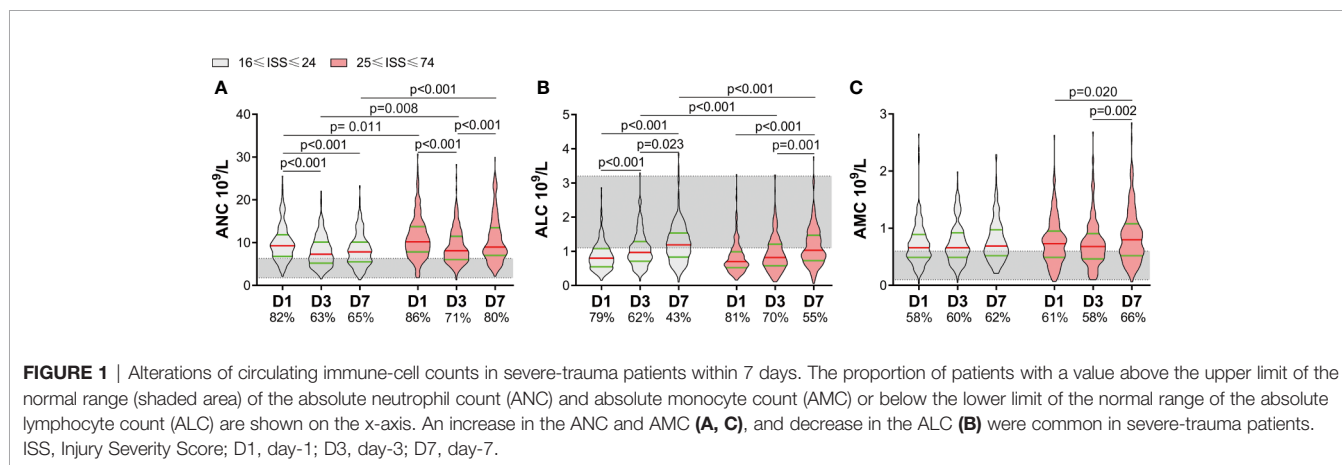 16≤ISS≤24 25≤ISS≤74
A
p<0.001
p=0.008
p= 0.011 p<0.001
p<0.001
p<0.001 p<0.001
ANC 10⁹/L
40
30
20
10
0
D1 D3 D7 D1 D3 D7
82% 63% 65% 86% 71% 80%
B
p<0.001
p<0.001
p<0.001 p<0.001
p=0.023 p=0.001
p<0.001
ALC 10⁹/L
5
4
3
2
1
0
D1 D3 D7 D1 D3 D7
79% 62% 43% 81% 70% 55%
C
p=0.020
p=0.002
AMC 10⁹/L
3
2
1
0
D1 D3 D7 D1 D3 D7
58% 60% 62% 61% 58% 66%
FIGURE 1 | Alterations of circulating immune-cell counts in severe-trauma patients within 7 days. The proportion of patients with a value above the upper limit of the
normal range (shaded area) of the absolute neutrophil count (ANC) and absolute monocyte count (AMC) or below the lower limit of the normal range of the absolute
lymphocyte count (ALC) are shown on the x-axis. An increase in the ANC and AMC (A, C), and decrease in the ALC (B) were common in severe-trauma patients.
ISS, Injury Severity Score; D1, day-1; D3, day-3; D7, day-7.